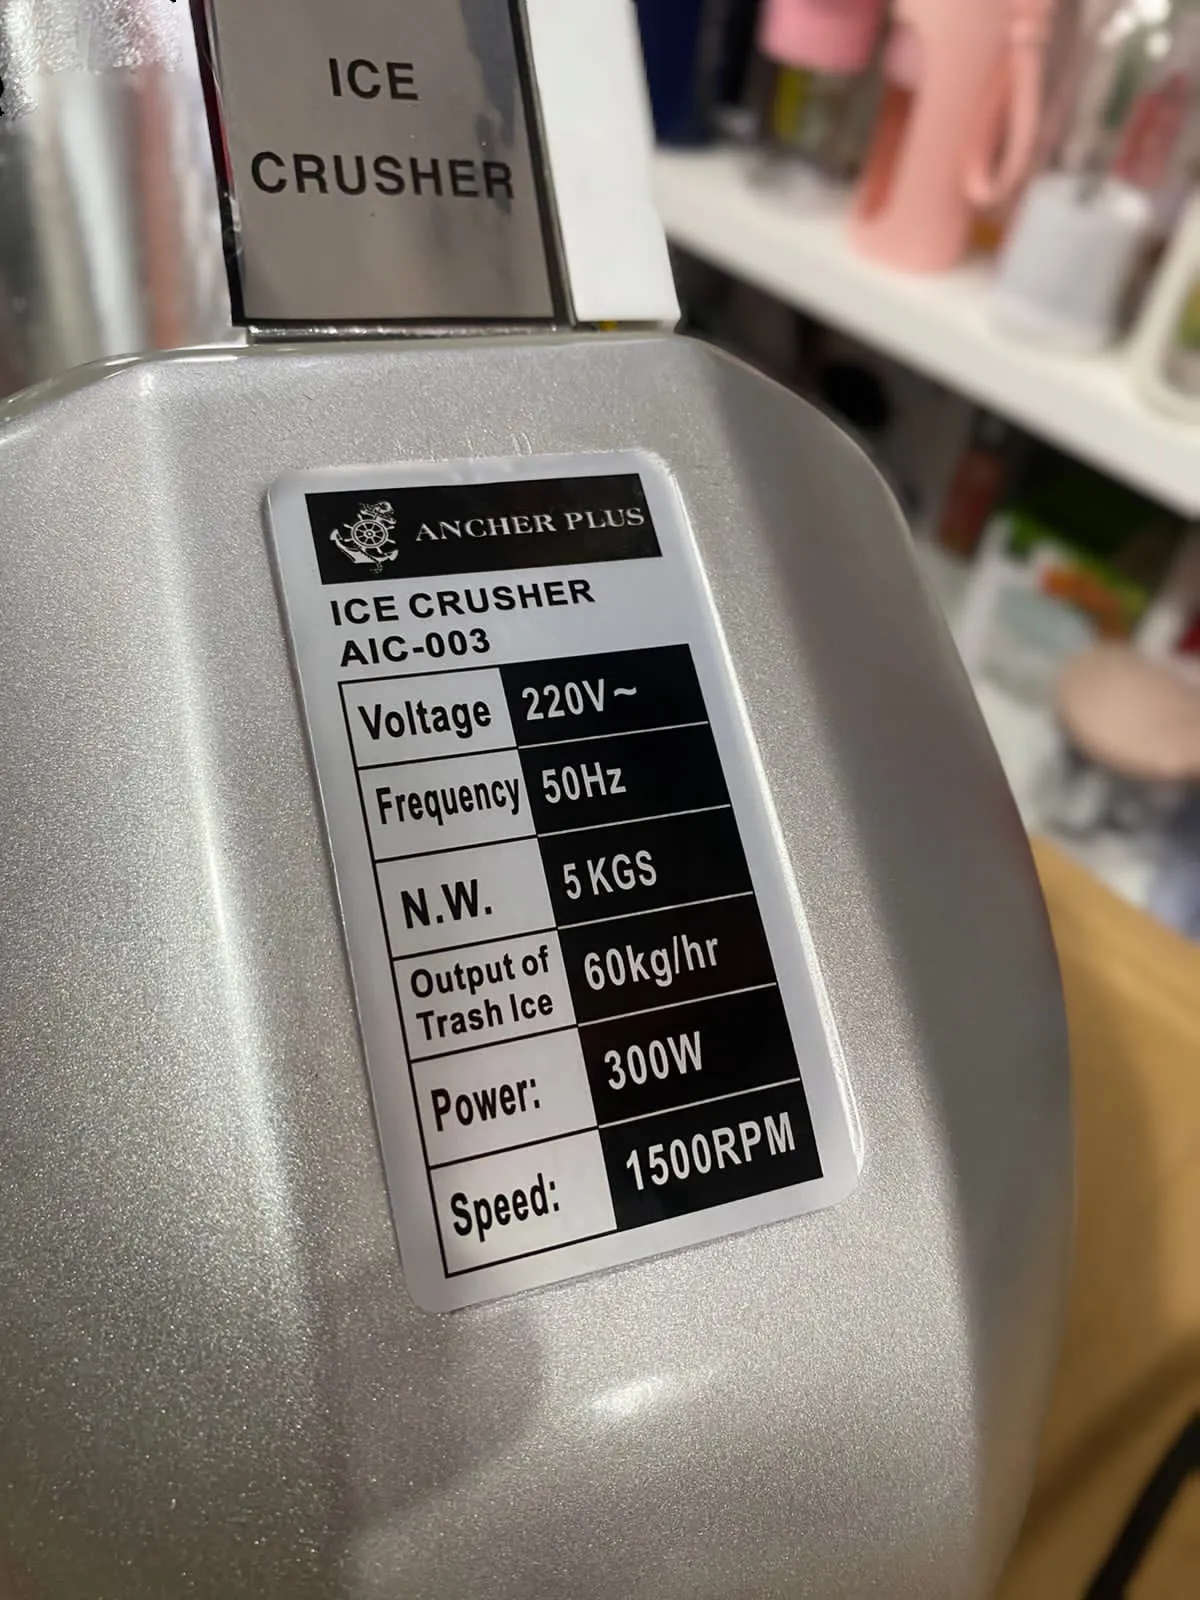 ICE
CRUSHER
ANCHER PLUS
ICE CRUSHER
AIC-003
Voltage 220V~
Frequency 50Hz
N.W. 5 KGS
Output of
Trash Ice 60kg/hr
Power: 300W
Speed: 1500RPM